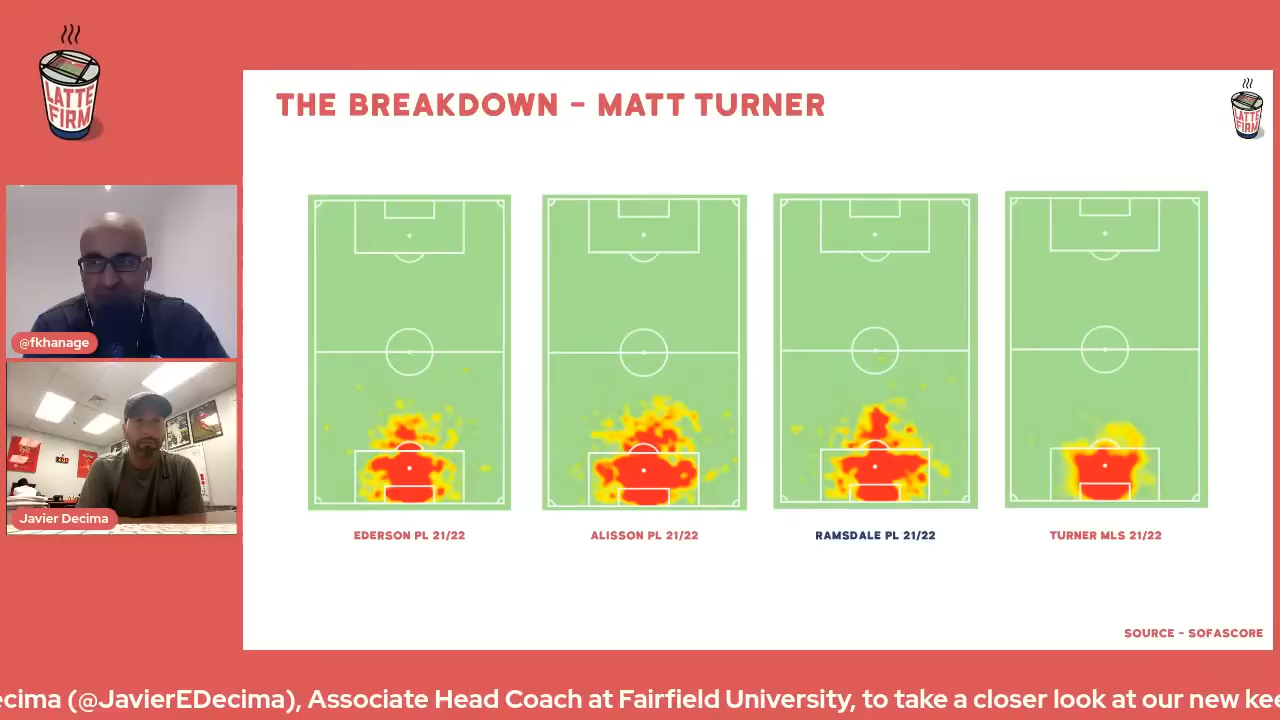 LATTE
FIRM
THE BREAKDOWN - MATT TURNER
LATTE
FIRM
@fkhanage
Javier Decima
EDERSON PL 21/22
ALISSON PL 21/22
RAMSDALE PL 21/22
TURNER MLS 21/22
SOURCE - SOFASCORE
ecima (@JavierEDecima), Associate Head Coach at Fairfield University, to take a closer look at our new kee